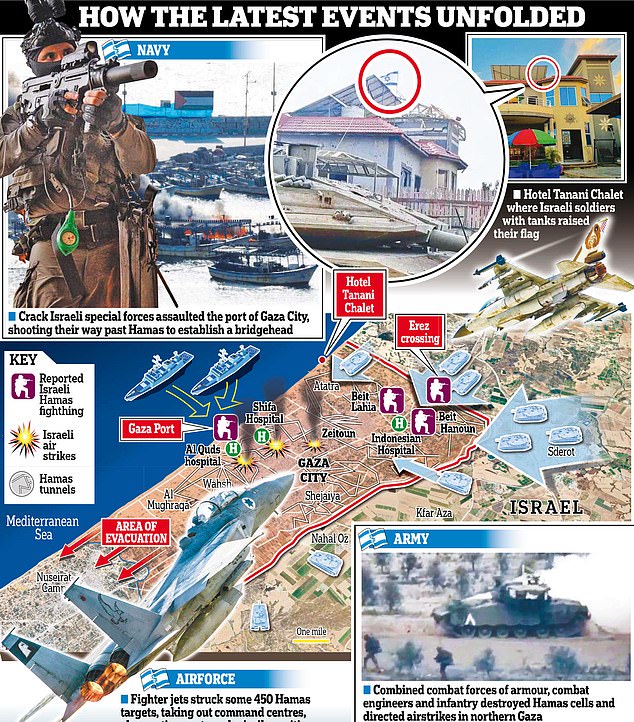 HOW THE LATEST EVENTS UNFOLDED
NAVY
■ Hotel Tanani Chalet
where Israeli soldiers
with tanks raised
their flag
■ Crack Israeli special forces assaulted the port of Gaza City,
shooting their way past Hamas to establish a bridgehead
Hotel
Tanani
Chalet
Erez
crossing
KEY
Reported
Israeli
Hamas
fighthing
Israeli
air
strikes
Hamas
tunnels
Atatra
Beit
Lahia
Shifa
Hospital
H
Gaza Port
H
Beit
Hanoun
Zeitoun
H
Indonesian
Hospital
Al Quds
hospital
Sderot
GAZA
CITY
Wahsh
Al
Mughraqa
Shejaiya
ISRAEL
Kfar Aza
Mediterranean
Sea
AREA OF
EVACUATION
Nahal Oz
ARMY
Nuseirat
Camp
One mile
AIRFORCE
■ Fighter jets struck some 450 Hamas
targets, taking out command centres,
■ Combined combat forces of armour, combat
engineers and infantry destroyed Hamas cells and
directed airstrikes in northern Gaza